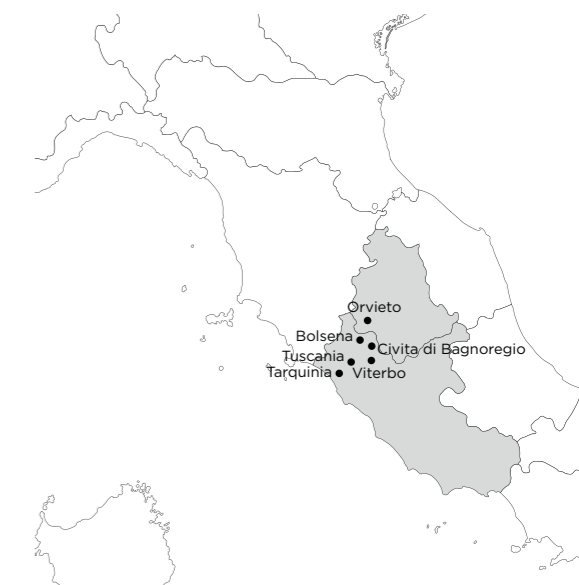 Orvieto
Bolsena
Civita di Bagnoregio
Tuscania
Tarquinia
Viterbo